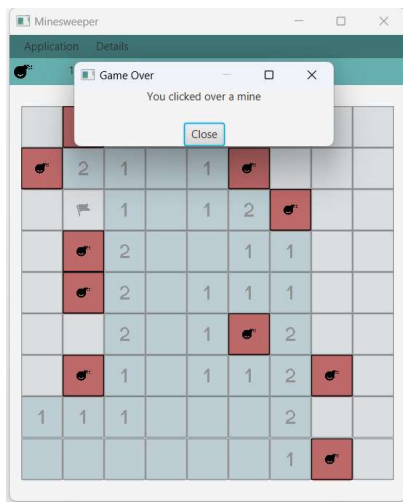 Minesweeper
Application Details
1
Game Over
You clicked over a mine
Close
2 1 1
1 1 2
2 1 1
2 1 1 1
2 1 2
1 1 1 2
1 1 1 2
1